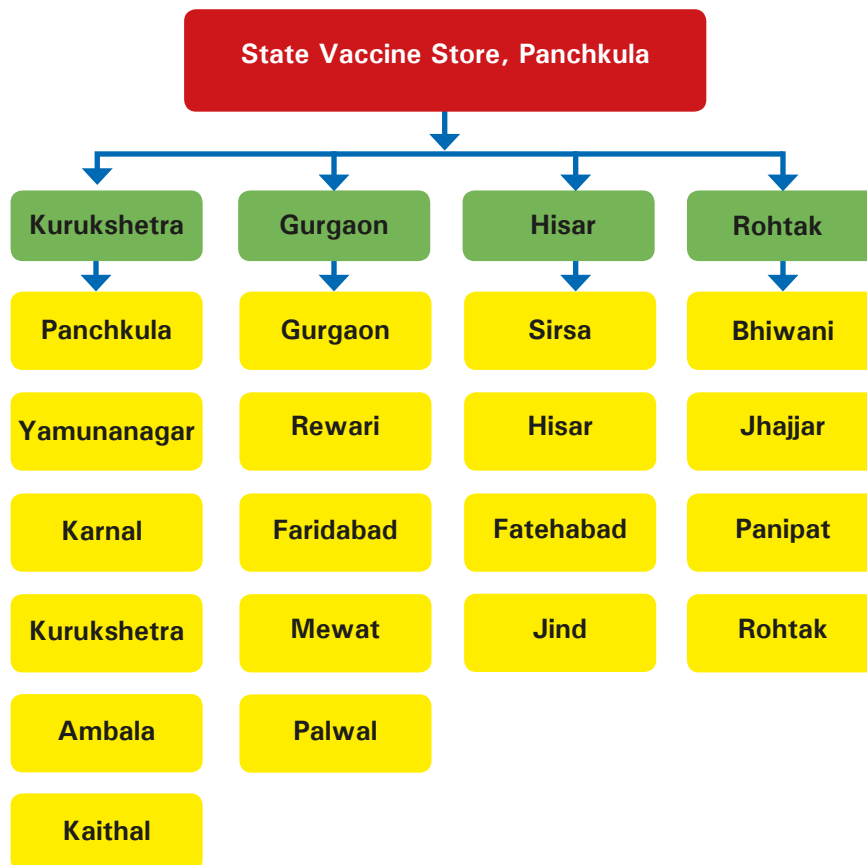 State Vaccine Store, Panchkula
Kurukshetra
Gurgaon
Hisar
Rohtak
Panchkula
Gurgaon
Sirsa
Bhiwani
Yamunanagar
Rewari
Hisar
Jhajjar
Karnal
Faridabad
Fatehabad
Panipat
Kurukshetra
Mewat
Jind
Rohtak
Ambala
Palwal
Kaithal